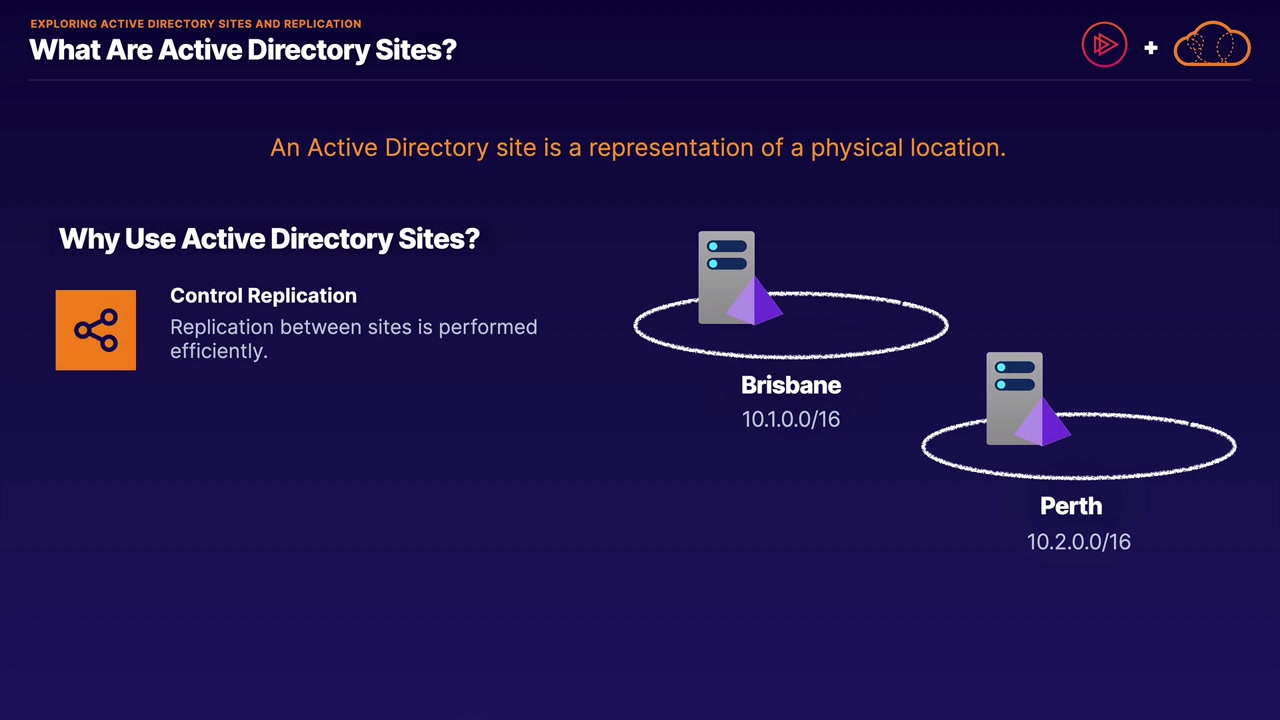 EXPLORING ACTIVE DIRECTORY SITES AND REPLICATION
What Are Active Directory Sites?
+
An Active Directory site is a representation of a physical location.
Why Use Active Directory Sites?
Control Replication
Replication between sites is performed
efficiently.
Brisbane
10.1.0.0/16
Perth
10.2.0.0/16